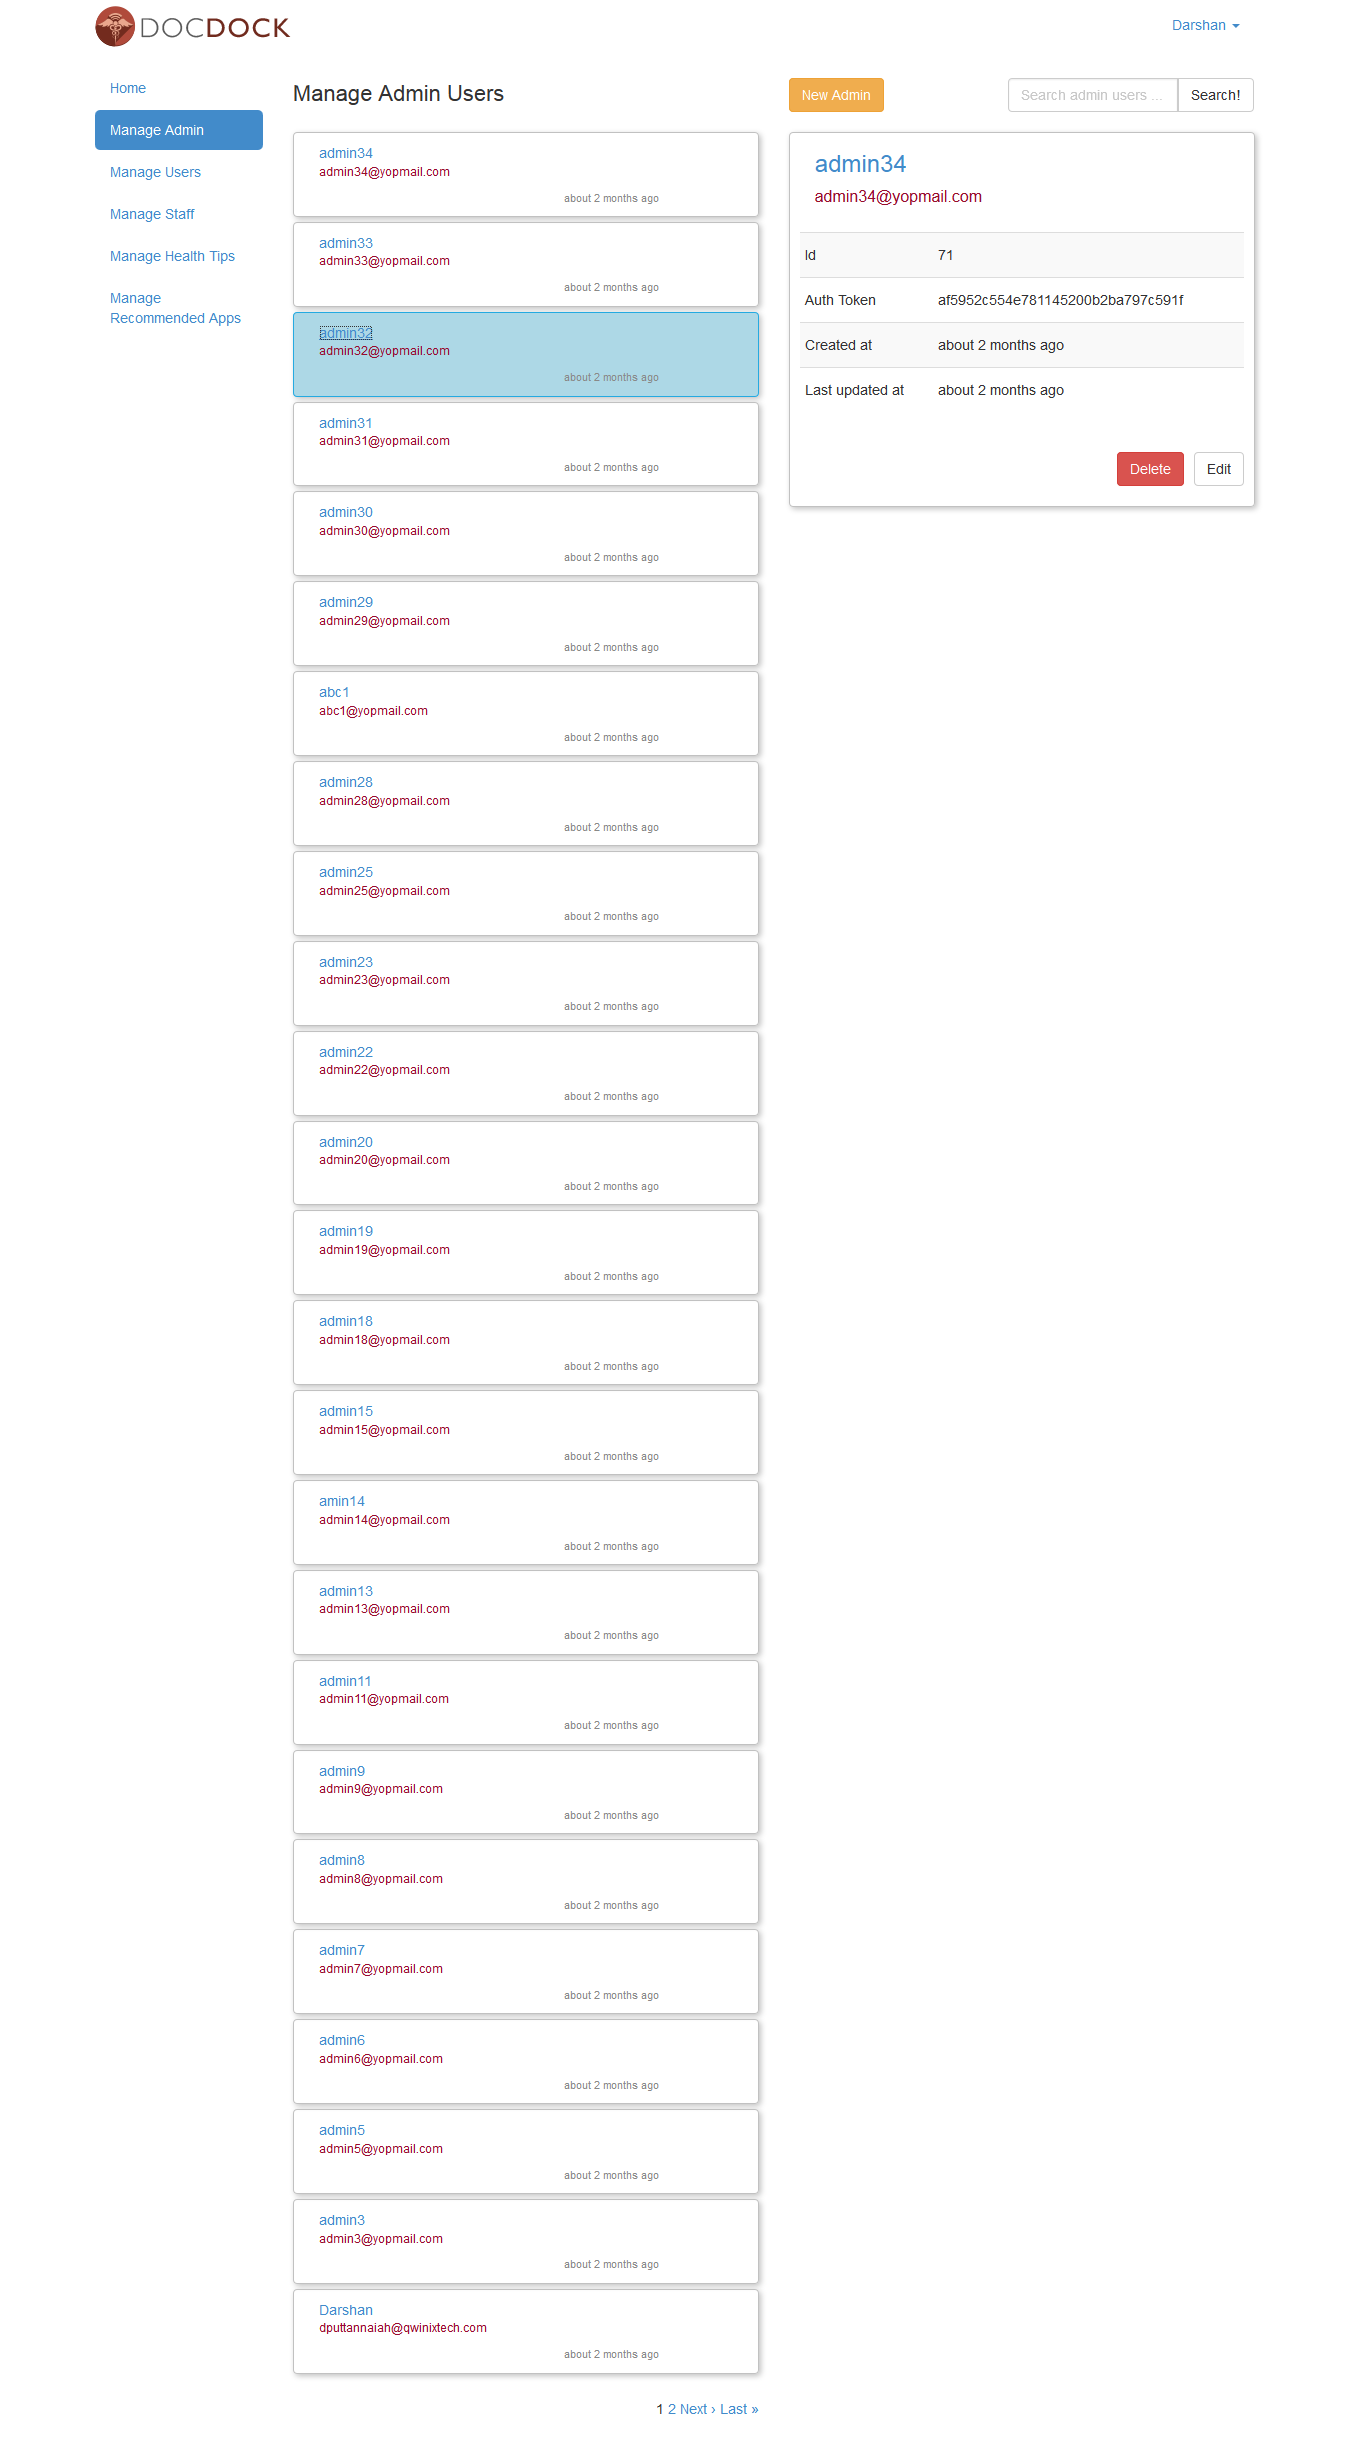 DOCDOCK
Darshan
Home
Manage Admin
Manage Users
Manage Staff
Manage Health Tips
Manage
Recommended Apps
Manage Admin Users
admin34
admin34@yopmail.com
about 2 months ago
admin33
admin33@yopmail.com
about 2 months ago
admin32
admin32@yopmail.com
about 2 months ago
admin31
admin31@yopmail.com
about 2 months ago
admin30
admin30@yopmail.com
about 2 months ago
admin29
admin29@yopmail.com
about 2 months ago
abc1
abc1@yopmail.com
about 2 months ago
admin28
admin28@yopmail.com
about 2 months ago
admin25
admin25@yopmail.com
about 2 months ago
admin23
admin23@yopmail.com
about 2 months ago
admin22
admin22@yopmail.com
about 2 months ago
admin20
admin20@yopmail.com
about 2 months ago
admin19
admin19@yopmail.com
about 2 months ago
admin18
admin18@yopmail.com
about 2 months ago
admin15
admin15@yopmail.com
about 2 months ago
amin14
admin14@yopmail.com
about 2 months ago
admin13
admin13@yopmail.com
about 2 months ago
admin11
admin11@yopmail.com
about 2 months ago
admin9
admin9@yopmail.com
about 2 months ago
admin8
admin8@yopmail.com
about 2 months ago
admin7
admin7@yopmail.com
about 2 months ago
admin6
admin6@yopmail.com
about 2 months ago
admin5
admin5@yopmail.com
about 2 months ago
admin3
admin3@yopmail.com
about 2 months ago
Darshan
dputtannaiah@qwinixtech.com
about 2 months ago
1 2 Next › Last »
New Admin
Search admin users ... Search!
admin34
admin34@yopmail.com
Id 71
Auth Token af5952c554e781145200b2ba797c591f
Created at about 2 months ago
Last updated at about 2 months ago
Delete Edit